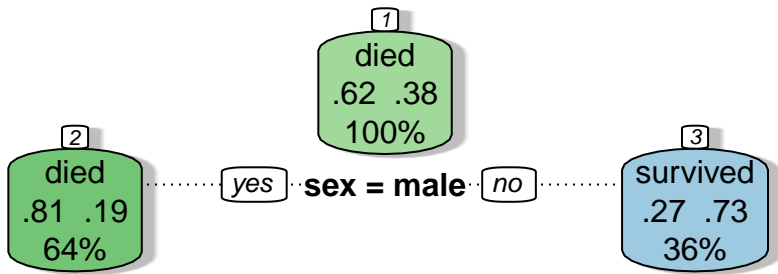 1
died
.62 .38
100%
2
died
.81 .19
64%
yes sex = male no
3
survived
.27 .73
36%